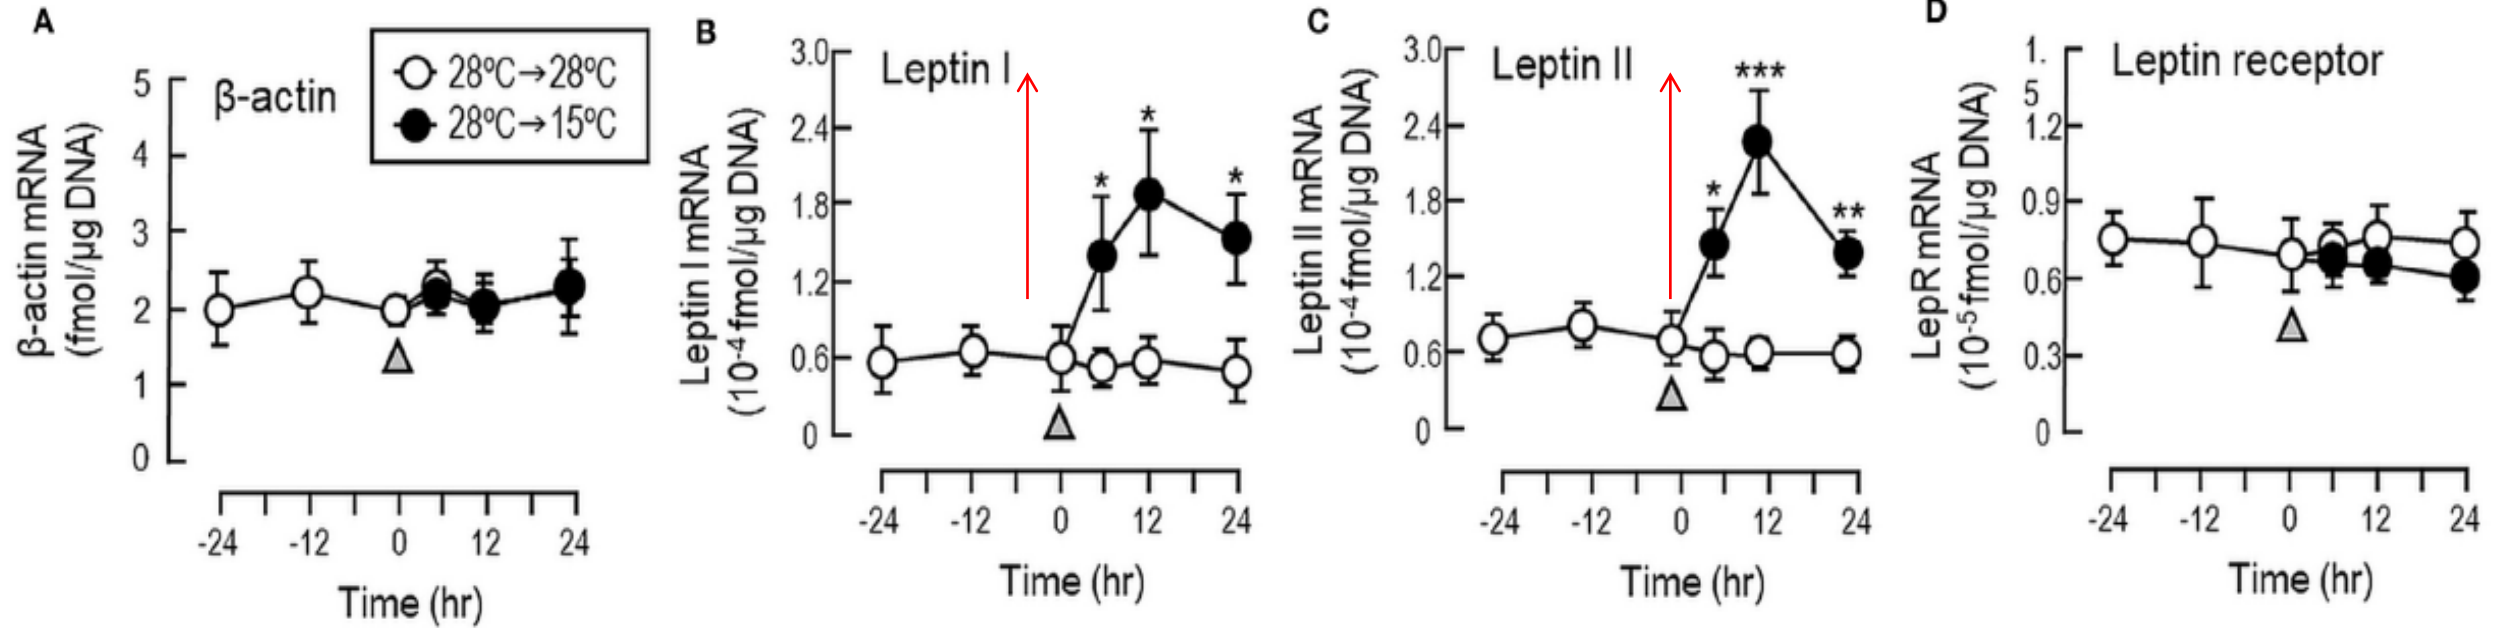 A
β-actin mRNA
(fmol/µg DNA)
5
4
3
2
1
0
β-actin
28ºC→28ºC
28ºC→15ºC
-24 -12 0 12 24
Time (hr)
B
Leptin I mRNA
(10-4 fmol/µg DNA)
3.0
2.4
1.8
1.2
0.6
0
Leptin I
*
*
*
-24 -12 0 12 24
Time (hr)
C
Leptin II mRNA
(10-4 fmol/µg DNA)
3.0
2.4
1.8
1.2
0.6
0
Leptin II
*
***
**
-24 -12 0 12 24
Time (hr)
D
LepR mRNA
(10-5 fmol/µg DNA)
1.
5
1.2
0.9
0.6
0.3
0
Leptin receptor
-24 -12 0 12 24
Time (hr)